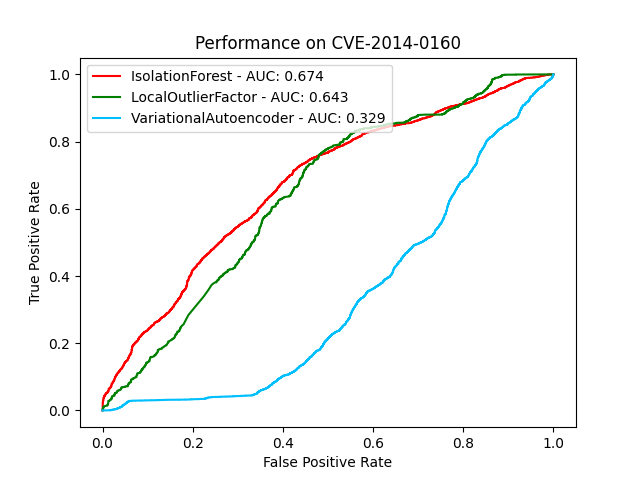 Performance on CVE-2014-0160
IsolationForest - AUC: 0.674
LocalOutlierFactor - AUC: 0.643
VariationalAutoencoder - AUC: 0.329
True Positive Rate
1.0
0.8
0.6
0.4
0.2
0.0
0.0 0.2 0.4 0.6 0.8 1.0
False Positive Rate